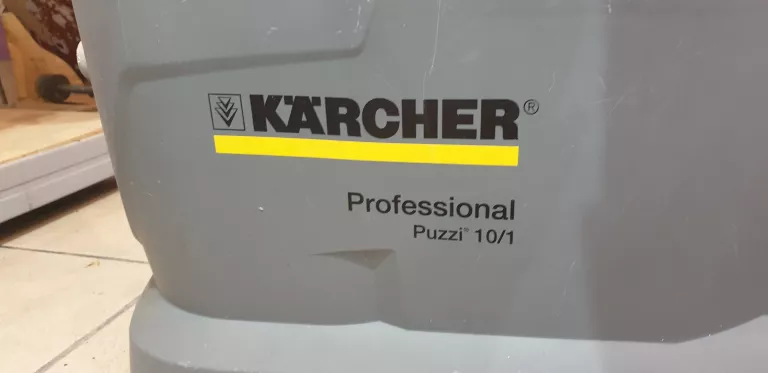 KÄRCHER®
Professional
Puzzi® 10/1